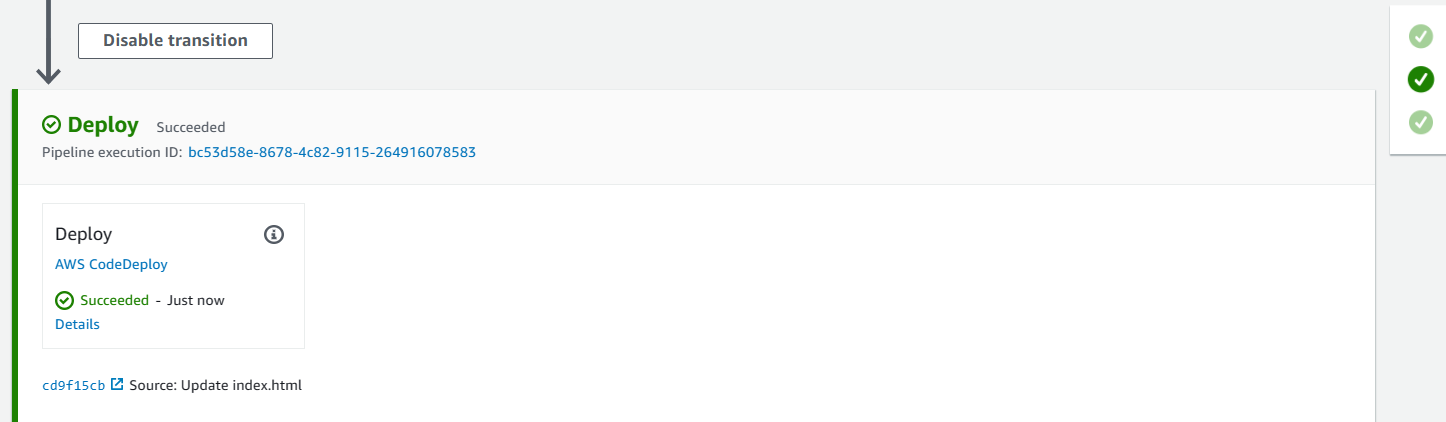 Disable transition
Deploy Succeeded
Pipeline execution ID: bc53d58e-8678-4c82-9115-264916078583
Deploy
AWS CodeDeploy
Succeeded - Just now
Details
cd9f15cb Source: Update index.html